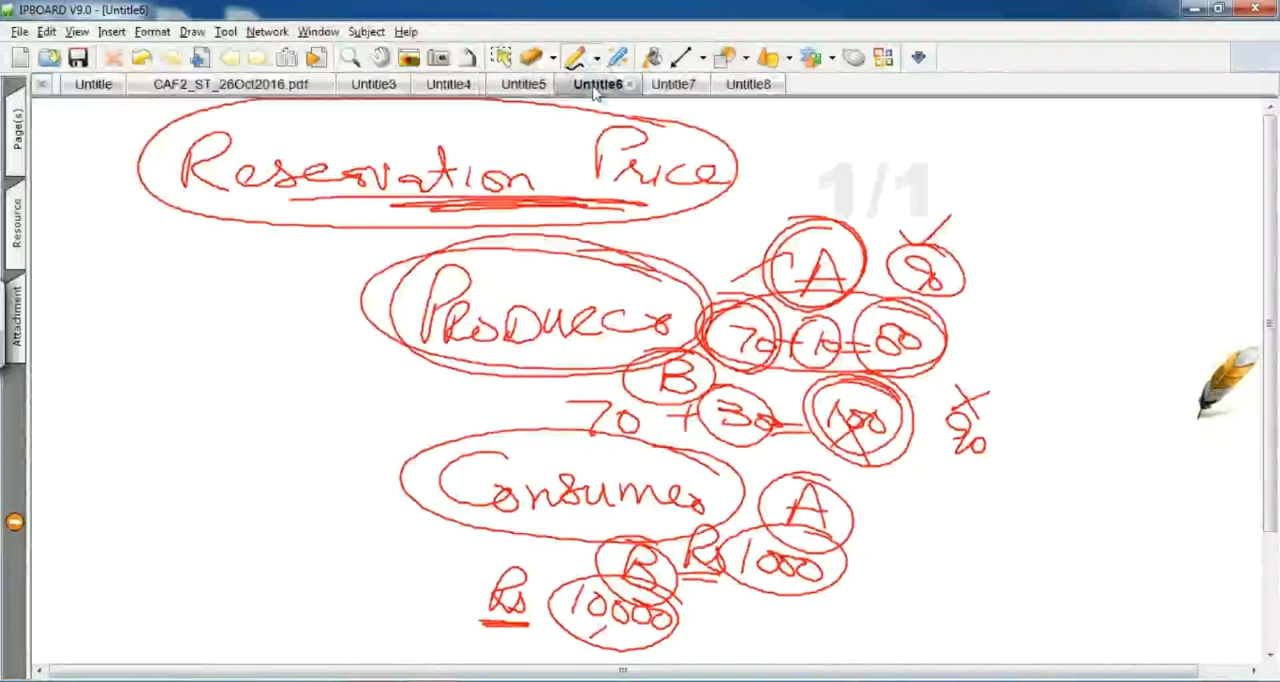 IPBOARD V9.0 - [Untitle6]
File Edit View Insert Format Draw Tool Network Window Subject Help
Untitle CAF2_ST_26Oct2016.pdf Untitle3 Untitle4 Untitle5 Untitle6 Untitle7 Untitle8
Page(s)
Resource
Attachment
1/1
Reservation Price
A 90
Producer 70+10=80
B
70 + 30 = 100 90
Consumer A
B Rs 1000
Rs 10,000